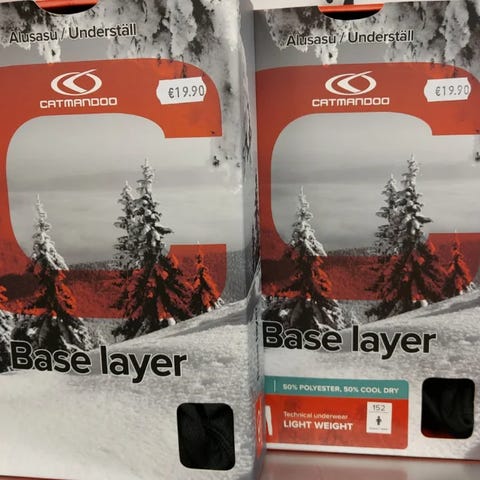 Alusasu / Underställ
CATMANDOO
€19.90
Base layer
Alusasu / Underställ
CATMANDOO
€19.90
Base layer
50% POLYESTER, 50% COOL DRY
Technical underwear
LIGHT WEIGHT
152